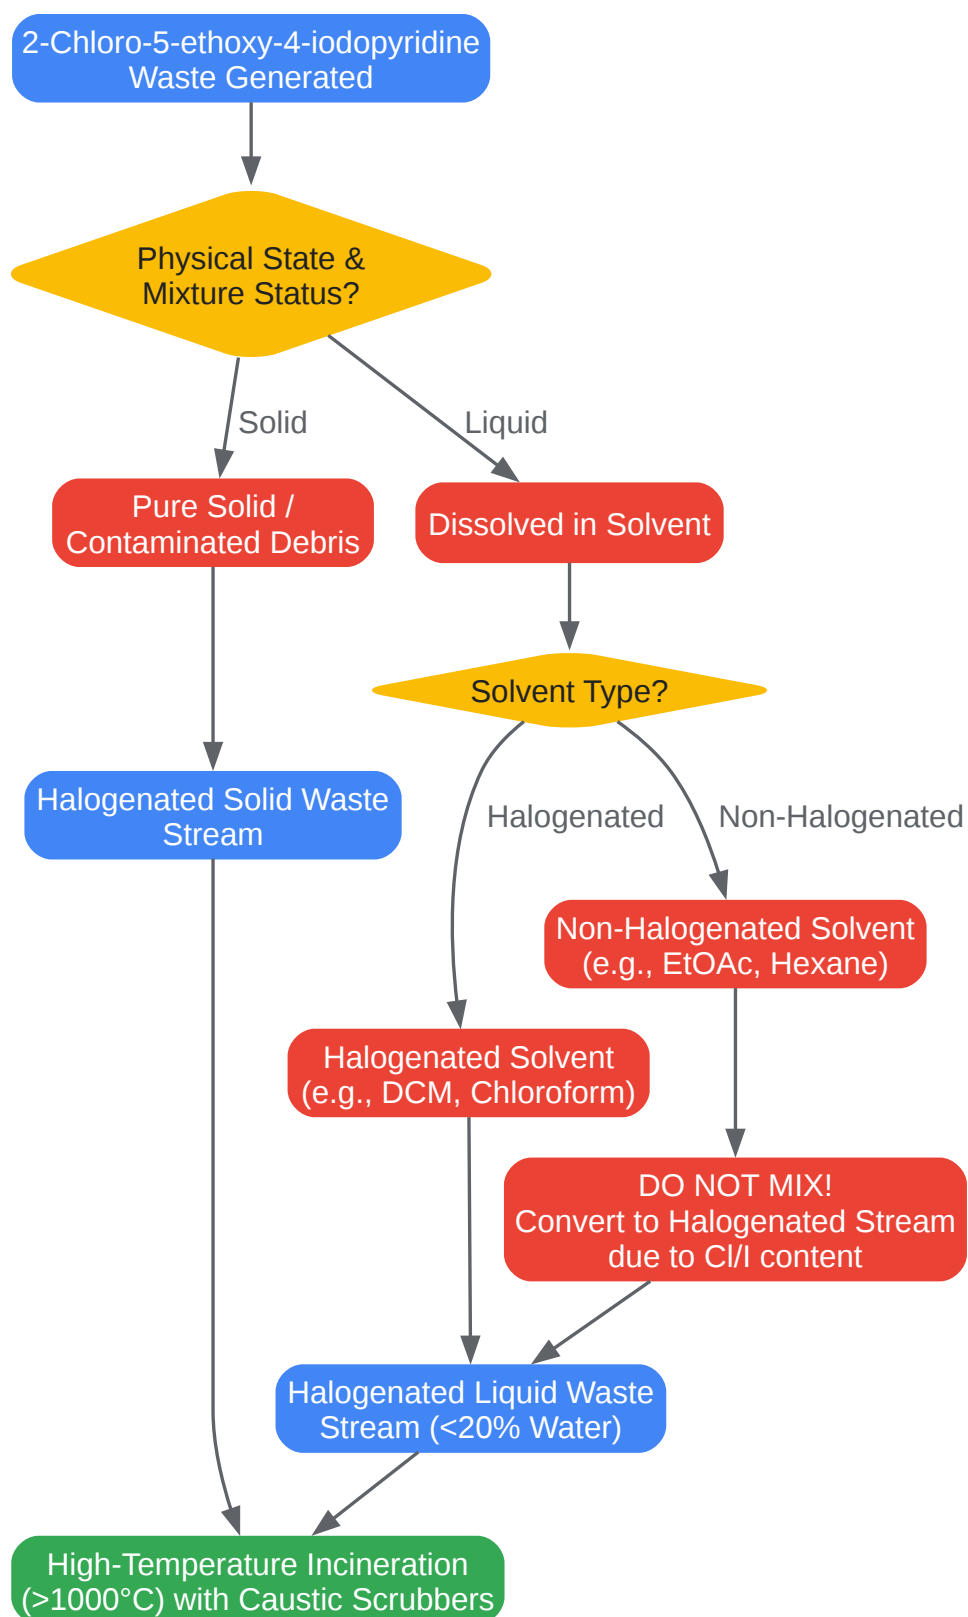 2-Chloro-5-ethoxy-4-iodopyridine
Waste Generated
Physical State &
Mixture Status?
Solid
Liquid
Pure Solid /
Contaminated Debris
Dissolved in Solvent
Solvent Type?
Halogenated Solid Waste
Stream
Halogenated
Non-Halogenated
Non-Halogenated Solvent
(e.g., EtOAc, Hexane)
Halogenated Solvent
(e.g., DCM, Chloroform)
DO NOT MIX!
Convert to Halogenated Stream
due to Cl/I content
Halogenated Liquid Waste
Stream (<20% Water)
High-Temperature Incineration
(>1000°C) with Caustic Scrubbers